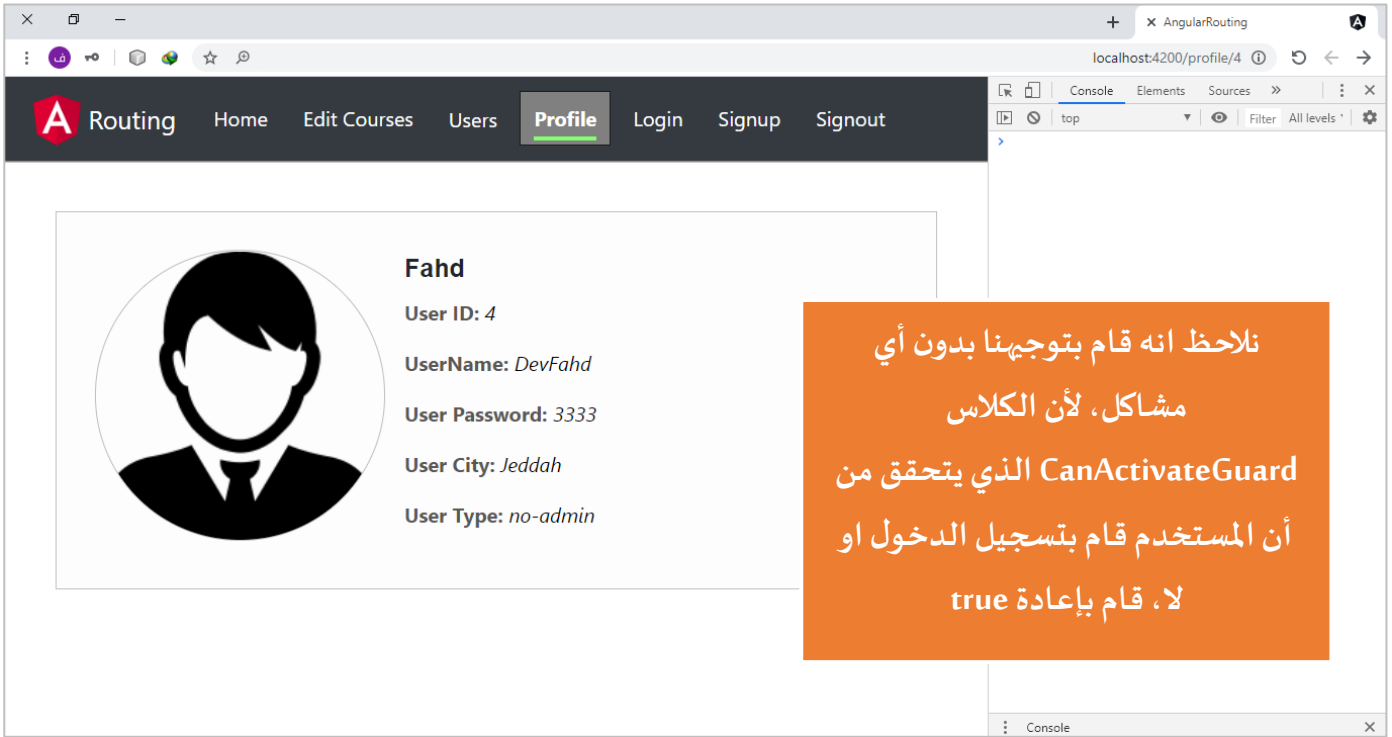 AngularRouting
ف
localhost:4200/profile/4
Routing Home Edit Courses Users Profile Login Signup Signout
Console Elements Sources »
top Filter All levels
Fahd
User ID: 4
UserName: DevFahd
User Password: 3333
User City: Jeddah
User Type: no-admin
نلاحظ انه قام بتوجيهنا بدون أي
مشاكل، لأن الكلاس
CanActivateGuard الذي يتحقق من
أن المستخدم قام بتسجيل الدخول او
لا، قام بإعادة true
Console